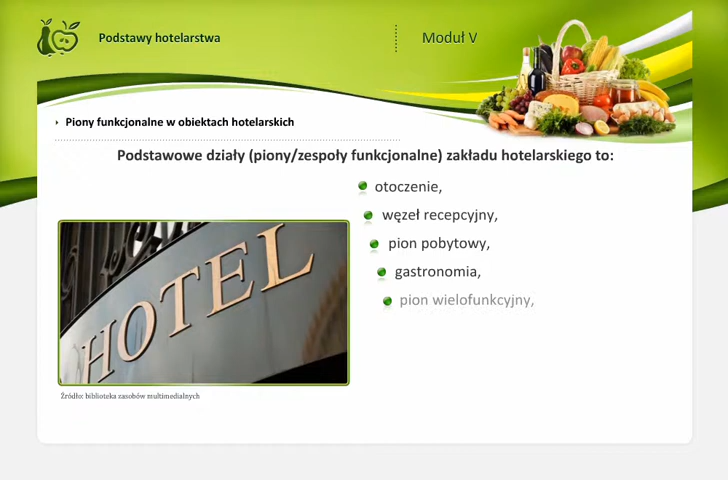 Podstawy hotelarstwa
Moduł V
Piony funkcjonalne w obiektach hotelarskich
Podstawowe działy (piony/zespoły funkcjonalne) zakładu hotelarskiego to:
otoczenie,
węzeł recepcyjny,
pion pobytowy,
gastronomia,
pion wielofunkcyjny,
HOTEL
Źródło: biblioteka zasobów multimedialnych